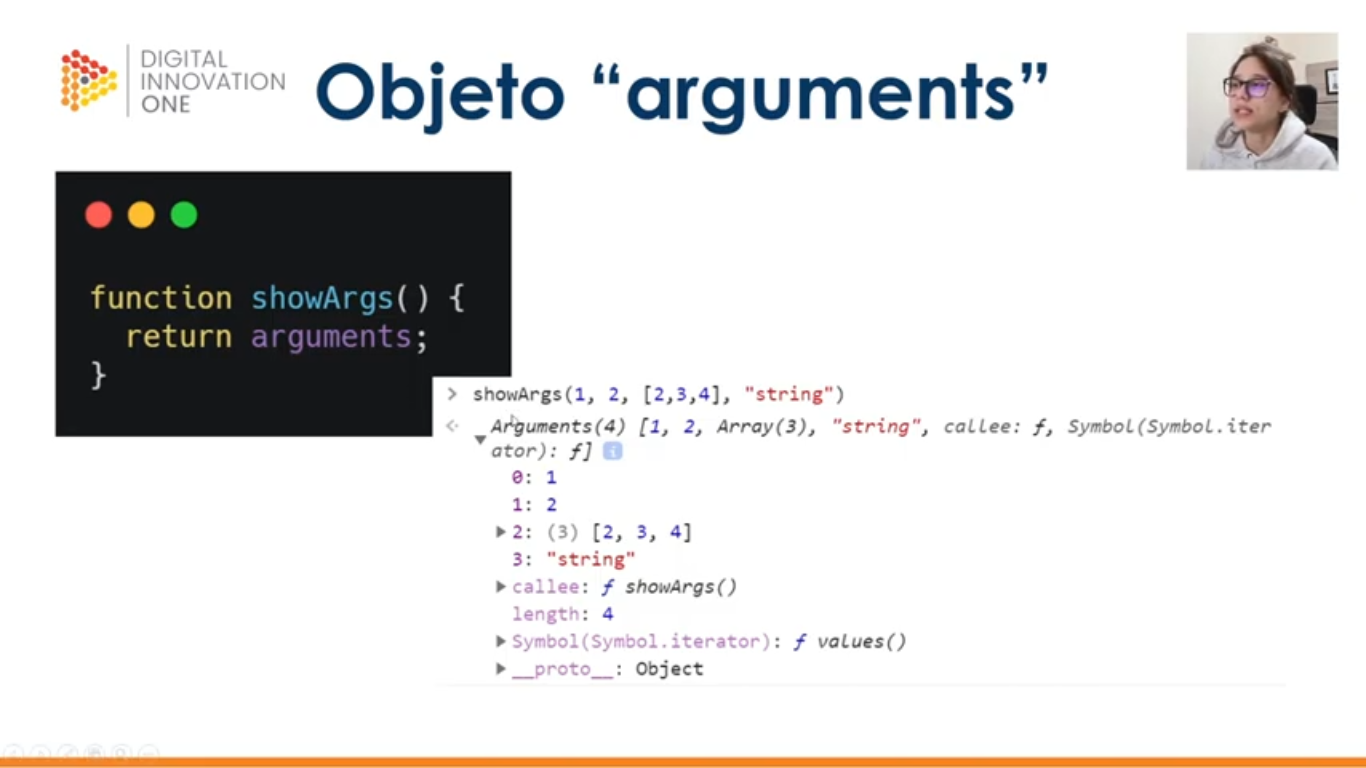 DIGITAL
INNOVATION
ONE
Objeto “arguments”
function showArgs() {
  return arguments;
}
> showArgs(1, 2, [2,3,4], "string")
Arguments(4) [1, 2, Array(3), "string", callee: ƒ, Symbol(Symbol.iter
ator): ƒ] i
0: 1
1: 2
2: (3) [2, 3, 4]
3: "string"
callee: ƒ showArgs()
length: 4
Symbol(Symbol.iterator): ƒ values()
__proto__: Object